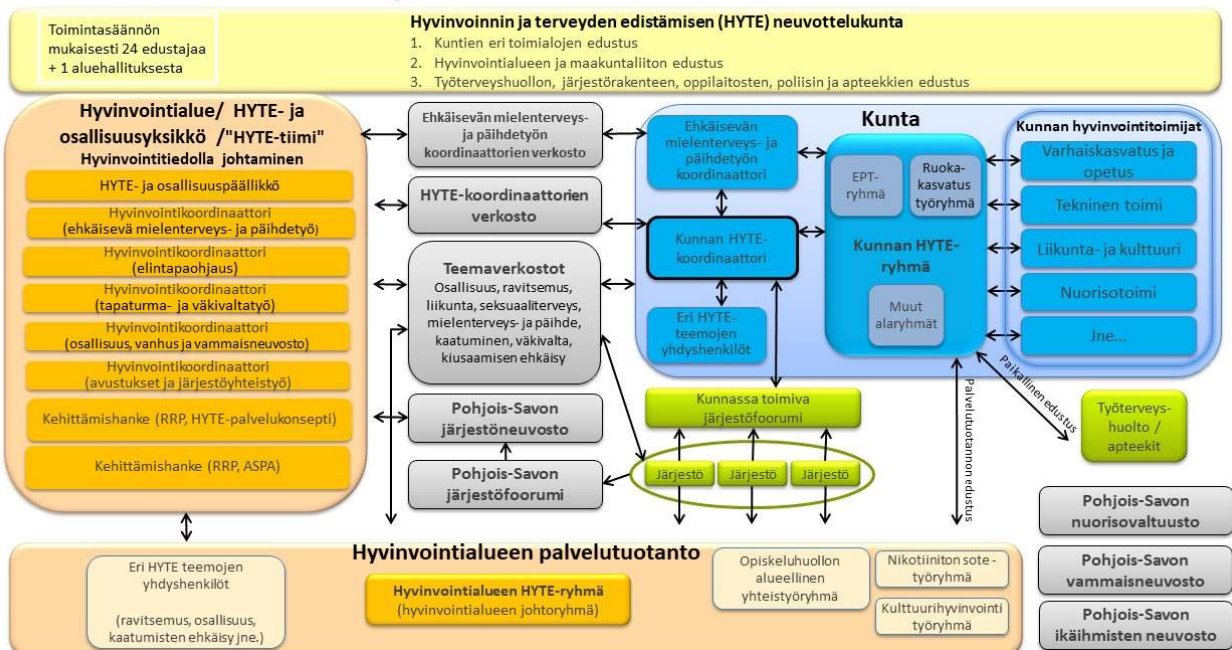 Toimintasäännön
mukaisesti 24 edustajaa
+ 1 aluehallituksesta
Hyvinvoinnin ja terveyden edistämisen (HYTE) neuvottelukunta
1. Kuntien eri toimialojen edustus
2. Hyvinvointialueen ja maakuntaliiton edustus
3. Työterveyshuollon, järjestörakenteen, oppilaitosten, poliisin ja apteekkien edustus
Hyvinvointialue/ HYTE- ja
osallisuusyksikkö /"HYTE-tiimi"
Hyvinvointitiedolla johtaminen
HYTE- ja osallisuuspäällikkö
Hyvinvointikoordinaattori
(ehkäisevä mielenterveys- ja päihdetyö)
Hyvinvointikoordinaattori
(elintapaohjaus)
Hyvinvointikoordinaattori
(tapaturma- ja väkivaltatyö)
Hyvinvointikoordinaattori
(osallisuus, vanhus ja vammaisneuvosto)
Hyvinvointikoordinaattori
(avustukset ja järjestöyhteistyö)
Kehittämishanke (RRP, HYTE-palvelukonsepti)
Kehittämishanke (RRP, ASPA)
Ehkäisevän mielenterveys-
ja päihdetyön
koordinaattorien verkosto
HYTE-koordinaattorien
verkosto
Teemaverkostot
Osallisuus, ravitsemus,
liikunta, seksuaaliterveys,
mielenterveys- ja päihde,
kaatuminen, väkivalta,
kiusaamisen ehkäisy
Pohjois-Savon
järjestöneuvosto
Pohjois-Savon
järjestöfoorumi
Kunta
Ehkäisevän
mielenterveys- ja
päihdetyön
koordinaattori
Kunnan HYTE-
koordinaattori
Eri HYTE-
teemojen
yhdyshenkilöt
EPT-
ryhmä
Ruoka-
kasvatus
työryhmä
Kunnan HYTE-
ryhmä
Muut
alaryhmät
Kunnan hyvinvointitoimijat
Varhaiskasvatus ja
opetus
Tekninen toimi
Liikunta- ja kulttuuri
Nuorisotoimi
Jne...
Kunnassa toimiva
järjestöfoorumi
Järjestö
Järjestö
Järjestö
Palvelutuotannon edustus
Paikallinen edustus
Työterveys-
huolto /
apteekit
Pohjois-Savon
nuorisovaltuusto
Pohjois-Savon
vammaisneuvosto
Pohjois-Savon
ikäihmisten neuvosto
Hyvinvointialueen palvelutuotanto
Eri HYTE teemojen
yhdyshenkilöt
(ravitsemus, osallisuus,
kaatumisten ehkäisy jne.)
Hyvinvointialueen HYTE-ryhmä
(hyvinvointialueen johtoryhmä)
Opiskeluhuollon
alueellinen
yhteistyöryhmä
Nikotiiniton sote -
työryhmä
Kulttuurihyvinvointi
työryhmä